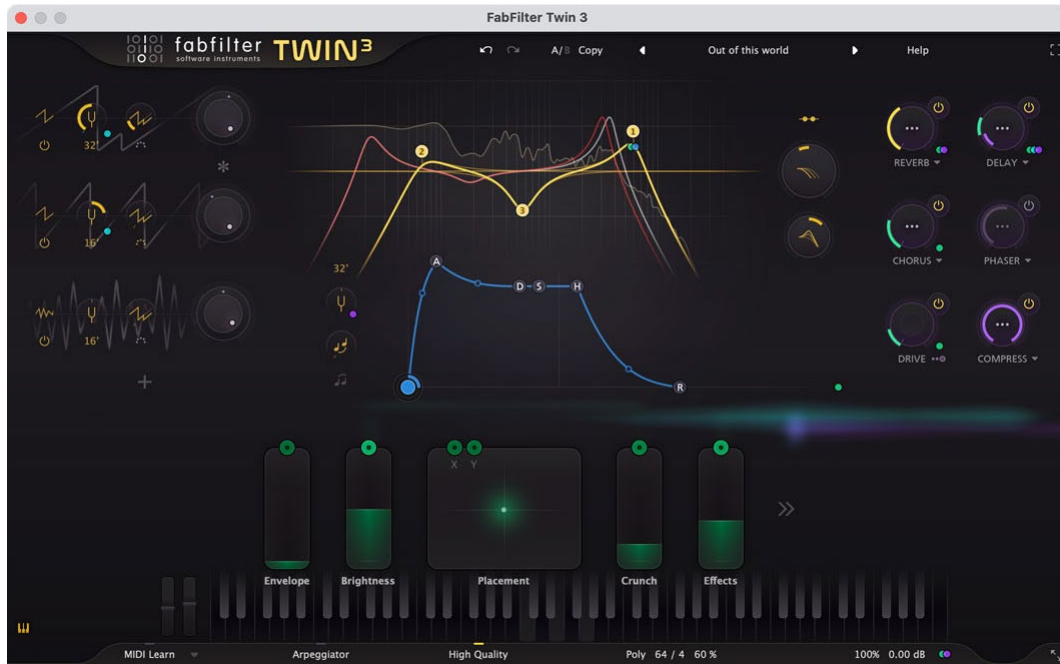 FabFilter Twin 3
fabfilter
software instruments
TWIN3
A/B Copy
Out of this world
Help
32'
16'
16'
2
1
3
32'
A
D
S
H
R
REVERB
DELAY
CHORUS
PHASER
DRIVE
COMPRESS
X Y
Envelope
Brightness
Placement
Crunch
Effects
MIDI Learn
Arpeggiator
High Quality
Poly 64 / 4 60 %
100% 0.00 dB